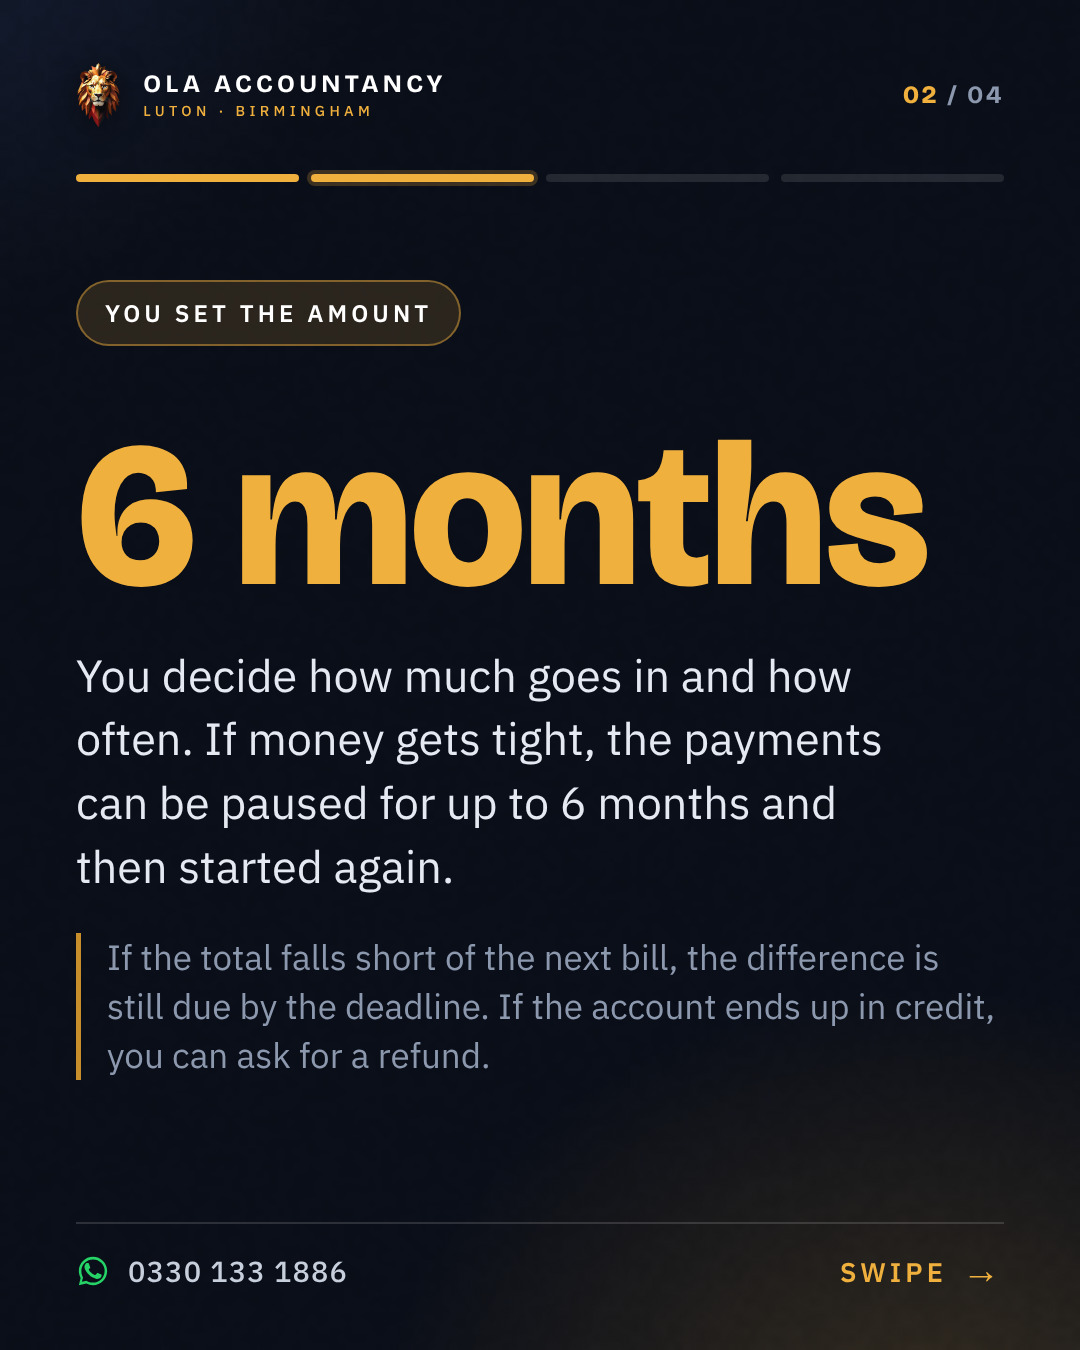 OLA ACCOUNTANCY
LUTON · BIRMINGHAM
02 / 04
YOU SET THE AMOUNT
6 months
You decide how much goes in and how
often. If money gets tight, the payments
can be paused for up to 6 months and
then started again.
If the total falls short of the next bill, the difference is
still due by the deadline. If the account ends up in credit,
you can ask for a refund.
0330 133 1886
SWIPE →